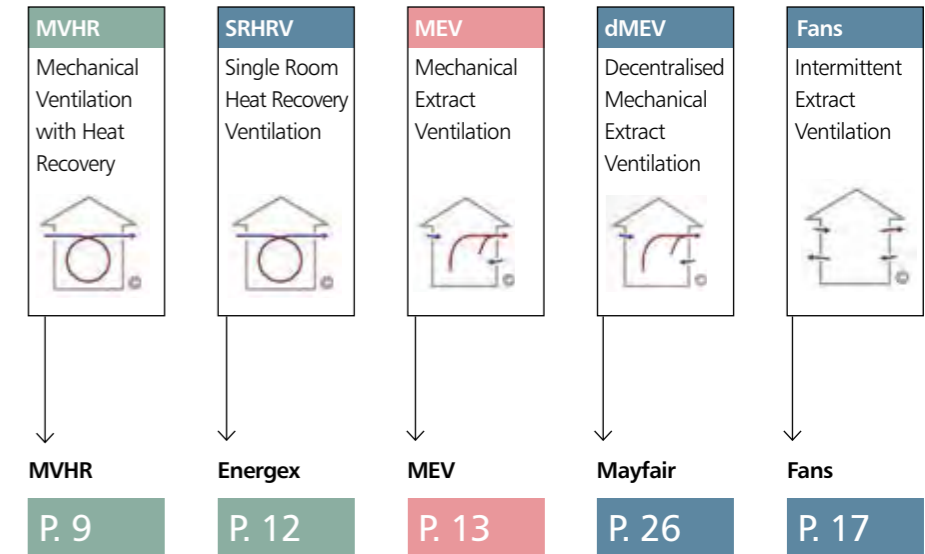 MVHR
Mechanical
Ventilation
with Heat
Recovery
©
SRHRV
Single Room
Heat Recovery
Ventilation
©
MEV
Mechanical
Extract
Ventilation
©
dMEV
Decentralised
Mechanical
Extract
Ventilation
©
Fans
Intermittent
Extract
Ventilation
©
MVHR
P. 9
Energex
P. 12
MEV
P. 13
Mayfair
P. 26
Fans
P. 17